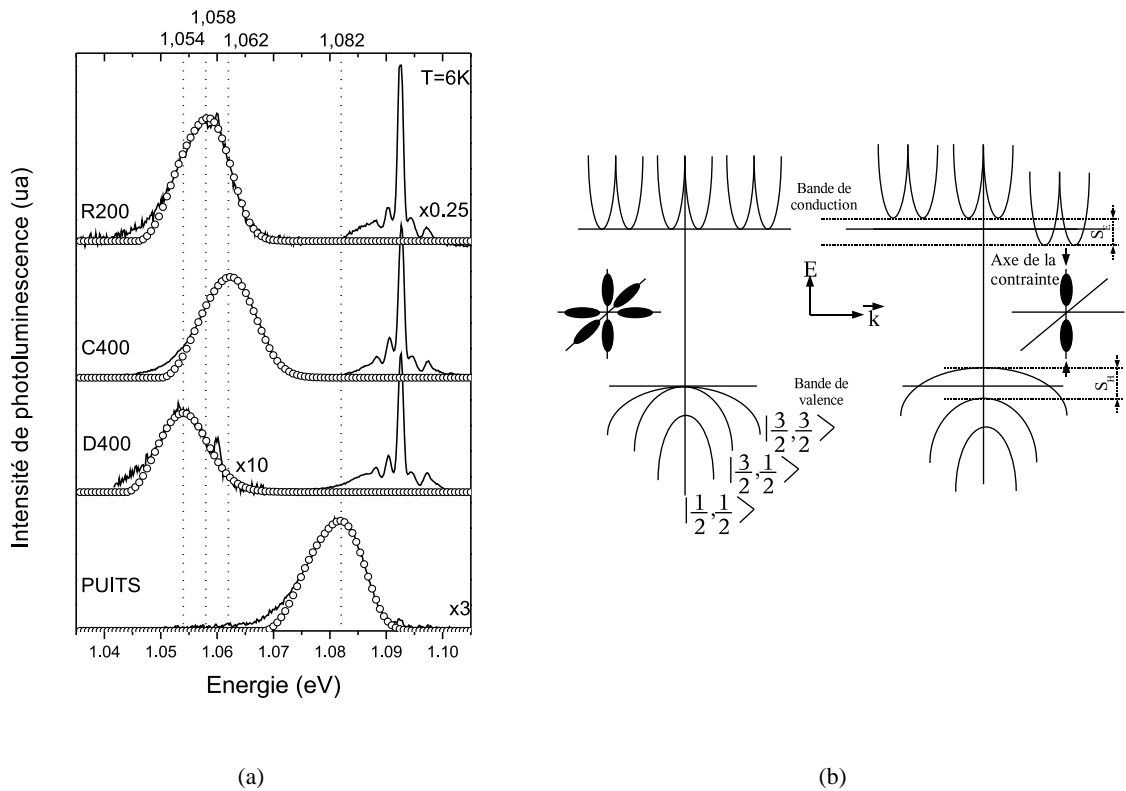 1,058
1,054
1,062
1,082
T=6K
R200
x0.25
C400
D400
x10
PUITS
x3
Intensité de photoluminescence (ua)
1.04
1.05
1.06
1.07
1.08
1.09
1.10
Energie (eV)
(a)
Bande de
conduction
S_E
Axe de la
contrainte
E
k
Bande de
valence
S_H
|3/2,3/2>
|3/2,1/2>
|1/2,1/2>
(b)